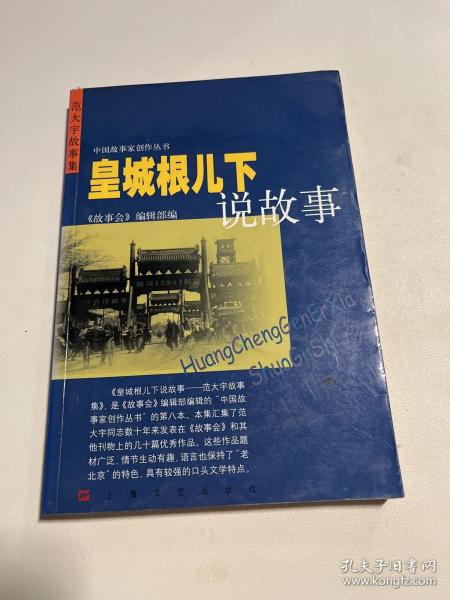 范大宇故事集
中国故事家创作丛书
皇城根儿下
说故事
《故事会》编辑部编
HuangChengGenErXia
ShuoGuShi
《皇城根儿下说故事——范大宇故事
集》,是《故事会》编辑部编辑的“中国故
事家创作丛书”的第八本。本集汇集了范
大宇同志数十年来发表在《故事会》和其
他刊物上的几十篇优秀作品。这些作品题
材广泛,情节生动有趣,语言也保持了“老
北京”的特色,具有较强的口头文学特点。
上海文艺出版社
孔夫子旧书网
www.kongfz.com